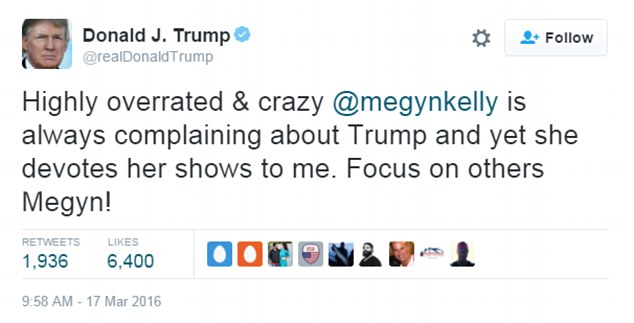 Donald J. Trump
@realDonaldTrump
Follow
Highly overrated & crazy @megynkelly is
always complaining about Trump and yet she
devotes her shows to me. Focus on others
Megyn!
RETWEETS LIKES
1,936 6,400
9:58 AM - 17 Mar 2016